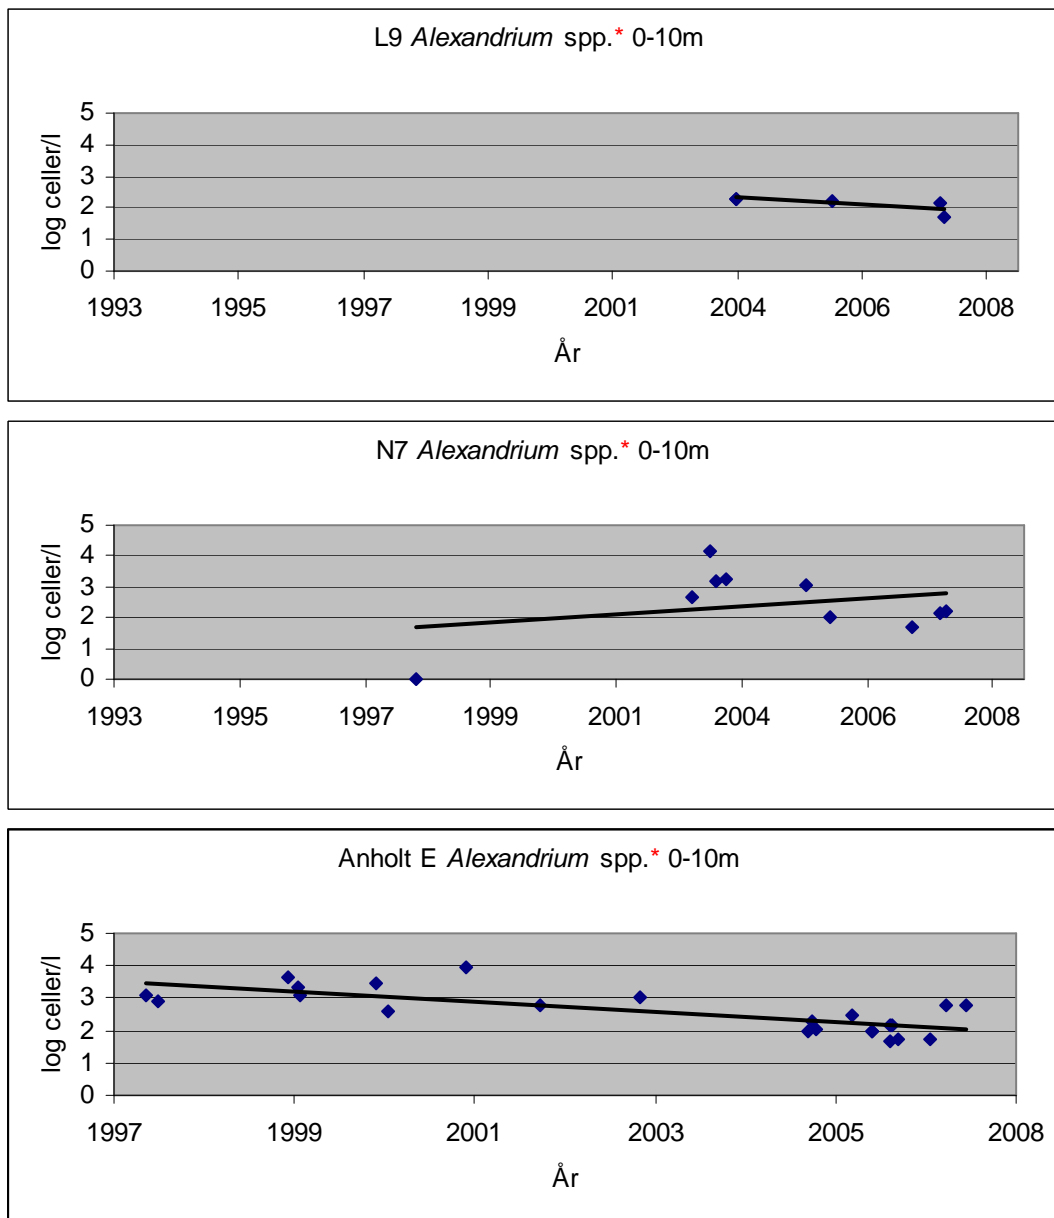 L9 Alexandrium spp.* 0-10m
5
4
3
2
1
0
log celler/l
1993 1995 1997 1999 2001 2004 2006 2008
År
N7 Alexandrium spp.* 0-10m
5
4
3
2
1
0
log celler/l
1993 1995 1997 1999 2001 2004 2006 2008
År
Anholt E Alexandrium spp.* 0-10m
5
4
3
2
1
0
log celler/l
1997 1999 2001 2003 2005 2008
År